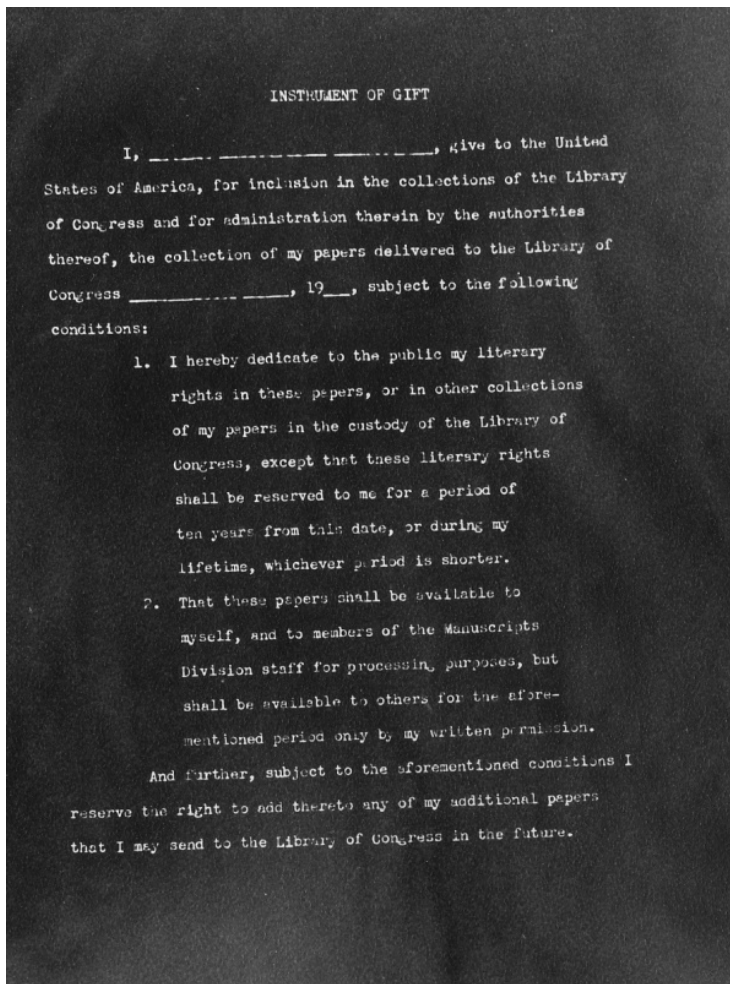 INSTRUMENT OF GIFT
I, ____________________, give to the United
States of America, for inclusion in the collections of the Library
of Congress and for administration therein by the authorities
thereof, the collection of my papers delivered to the Library of
Congress ______________, 19__, subject to the following
conditions:
1. I hereby dedicate to the public my literary
rights in these papers, or in other collections
of my papers in the custody of the Library of
Congress, except that these literary rights
shall be reserved to me for a period of
ten years from this date, or during my
lifetime, whichever period is shorter.
2. That these papers shall be available to
myself, and to members of the Manuscripts
Division staff for processing purposes, but
shall be available to others for the afore-
mentioned period only by my written permission.
And further, subject to the aforementioned conditions I
reserve the right to add thereto any of my additional papers
that I may send to the Library of Congress in the future.